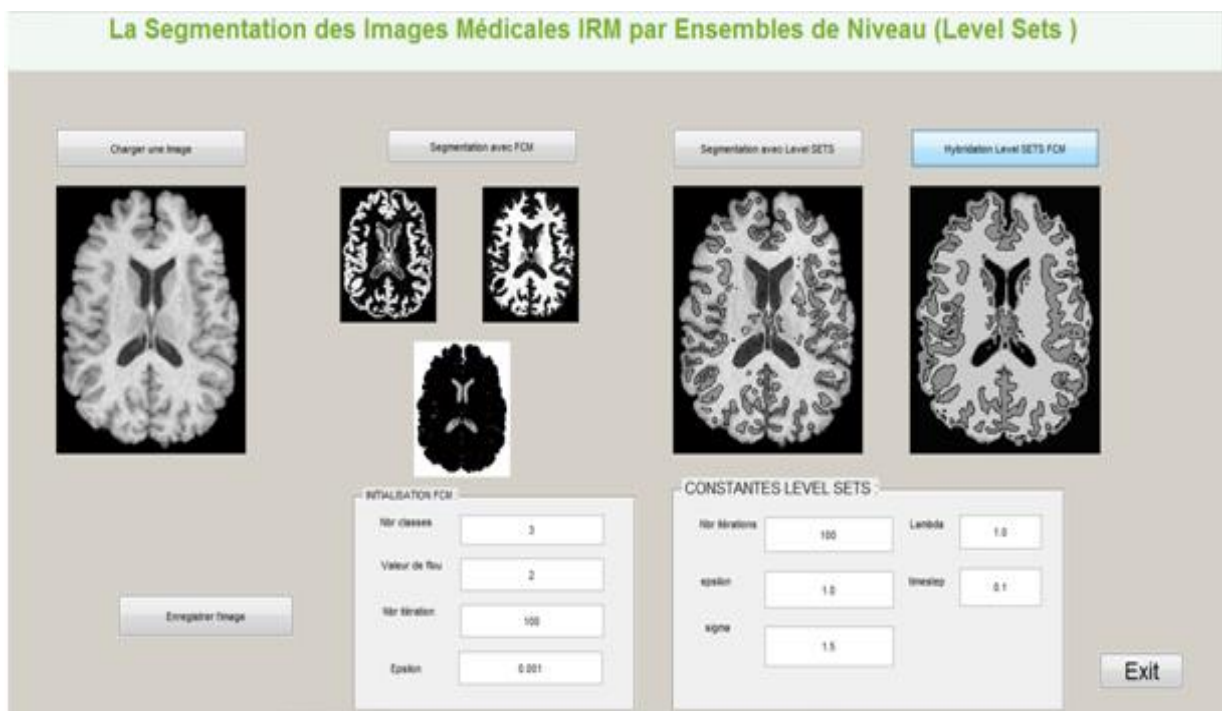 La Segmentation des Images Médicales IRM par Ensembles de Niveau (Level Sets )
Charger une Image
Segmentation avec FCM
Segmentation avec Level SETS
Hybridation Level SETS FCM
INITIALISATION FCM
Nbr classes
3
Valeur de flou
2
Nbr itération
100
Epsilon
0.001
CONSTANTES LEVEL SETS :
Nbr itérations
100
Lambda
1.0
epsilon
1.0
timestep
0.1
sigma
1.5
Enregistrer l'image
Exit